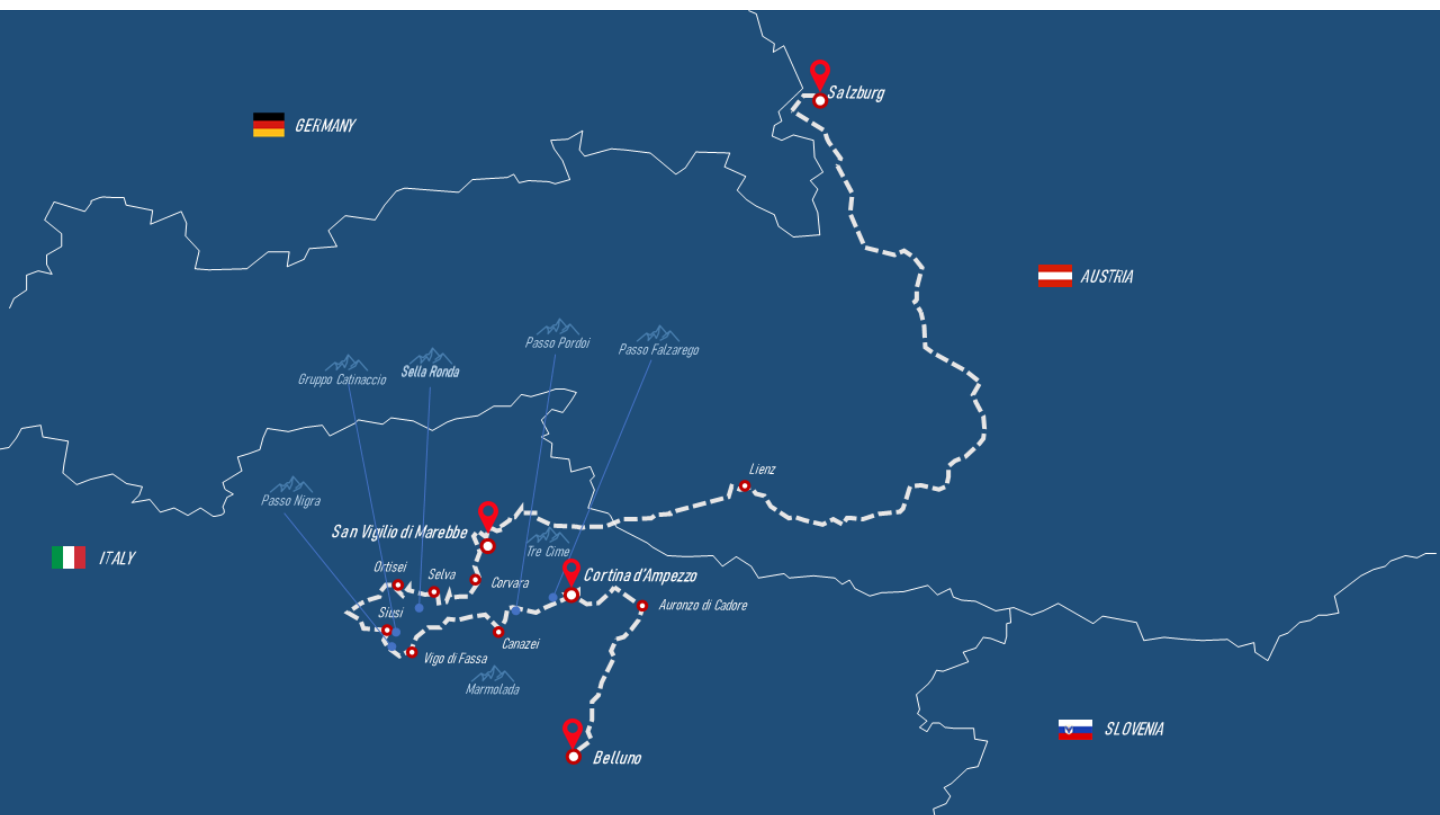 Salzburg
GERMANY
AUSTRIA
Passo Pordoi
Passo Falzarego
Gruppo Catinaccio
Sella Ronda
Lienz
Passo Nigra
San Vigilio di Marebbe
Tre Cime
ITALY
Ortisei
Selva
Corvara
Cortina d'Ampezzo
Siusi
Auronzo di Cadore
Canazei
Vigo di Fassa
Marmolada
SLOVENIA
Belluno